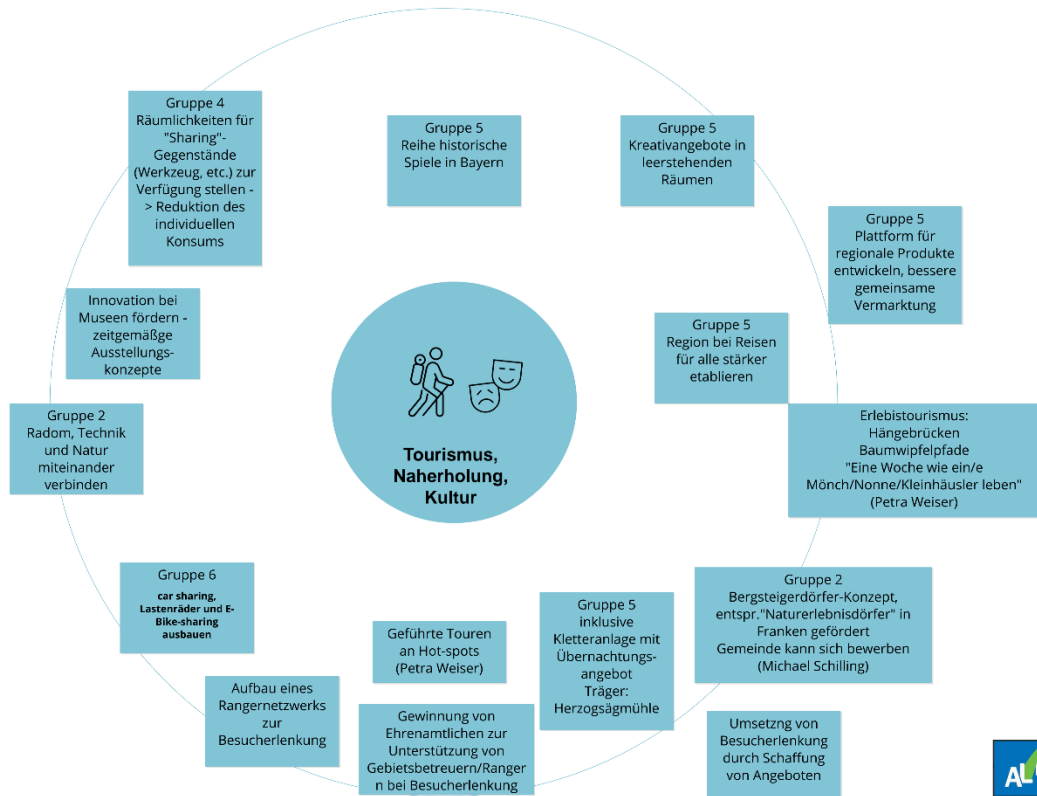 Gruppe 4
Räumlichkeiten für
"Sharing"-
Gegenstände
(Werkzeug, etc.) zur
Verfügung stellen -
> Reduktion des
individuellen
Konsums
Gruppe 5
Reihe historische
Spiele in Bayern
Gruppe 5
Kreativangebote in
leerstehenden
Räumen
Gruppe 5
Plattform für
regionale Produkte
entwickeln, bessere
gemeinsame
Vermarktung
Innovation bei
Museen fördern -
zeitgemäßge
Ausstellungs-
konzepte
Gruppe 5
Region bei Reisen
für alle stärker
etablieren
Gruppe 2
Radom, Technik
und Natur
miteinander
verbinden
Tourismus,
Naherholung,
Kultur
Erlebistourismus:
Hängebrücken
Baumwipfelpfade
"Eine Woche wie ein/e
Mönch/Nonne/Kleinhäusler leben"
(Petra Weiser)
Gruppe 6
car sharing,
Lastenräder und E-
Bike-sharing
ausbauen
Geführte Touren
an Hot-spots
(Petra Weiser)
Gruppe 5
inklusive
Kletteranlage mit
Übernachtungs-
angebot
Träger:
Herzogsägmühle
Gruppe 2
Bergsteigerdörfer-Konzept,
entspr."Naturerlebnisdörfer" in
Franken gefördert
Gemeinde kann sich bewerben
(Michael Schilling)
Aufbau eines
Rangernetzwerks
zur
Besucherlenkung
Gewinnung von
Ehrenamtlichen zur
Unterstützung von
Gebietsbetreuern/Ranger
n bei Besucherlenkung
Umsetzng von
Besucherlenkung
durch Schaffung
von Angeboten